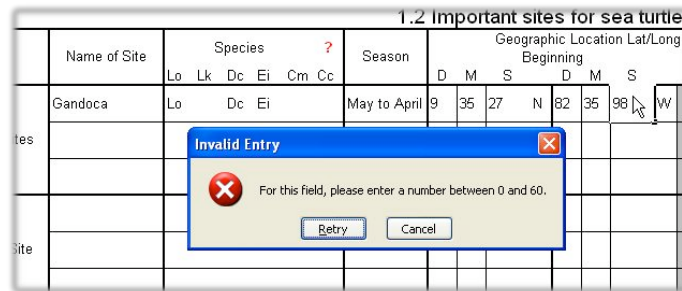 1.2 Important sites for sea turtle
Name of Site
Species ?
Season
Geographic Location Lat/Long
Beginning
Lo Lk Dc Ei Cm Cc
D M S D M S
Gandoca Lo Dc Ei May to April 9 35 27 N 82 35 98 W
tes
Invalid Entry
For this field, please enter a number between 0 and 60.
Retry Cancel
Site